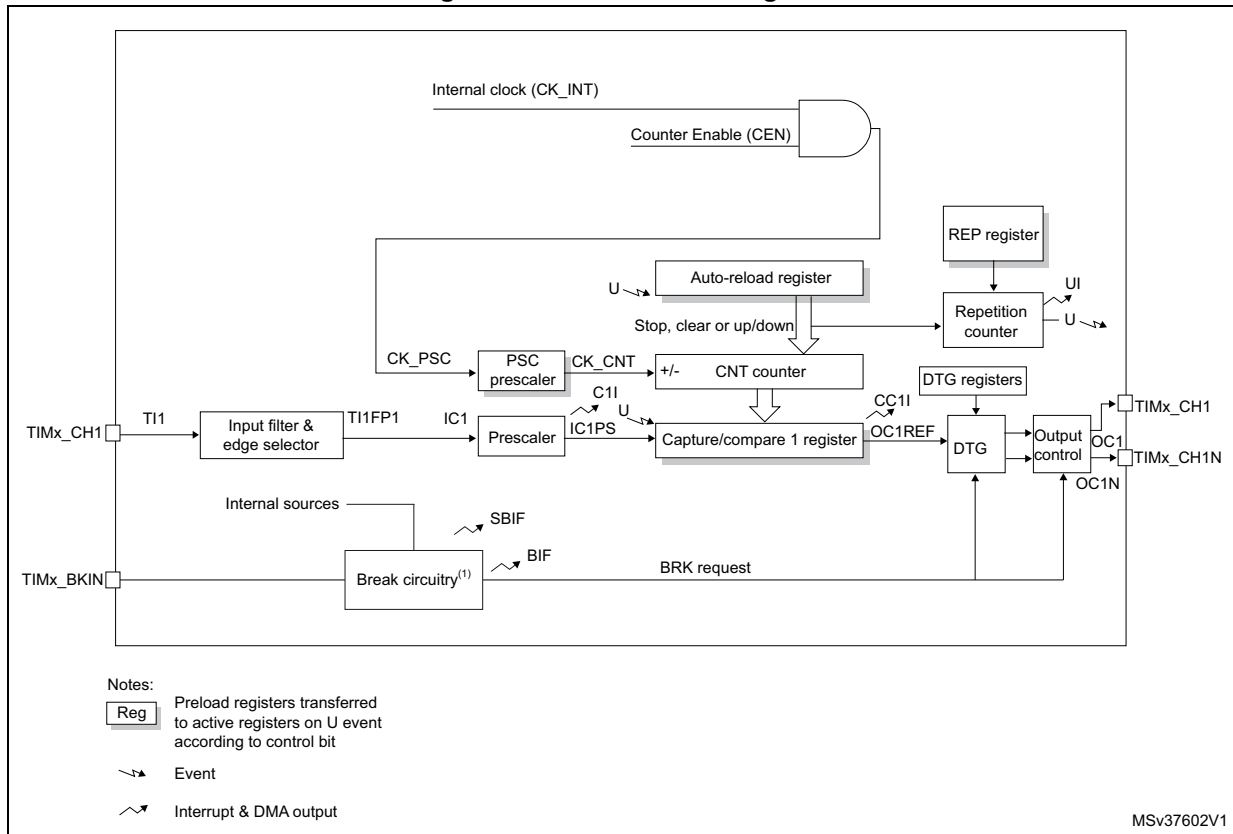 Internal clock (CK_INT)
Counter Enable (CEN)
REP register
Auto-reload register
U
UI
Stop, clear or up/down
Repetition
counter
U
CK_PSC
PSC
prescaler
CK_CNT
+/-
CNT counter
DTG registers
TIMx_CH1
TI1
Input filter &
edge selector
TI1FP1
IC1
Prescaler
C1I
IC1PS
U
Capture/compare 1 register
CC1I
OC1REF
DTG
Output
control
OC1
TIMx_CH1
TIMx_CH1N
OC1N
Internal sources
SBIF
BIF
TIMx_BKIN
Break circuitry(1)
BRK request
Notes:
Reg
Preload registers transferred
to active registers on U event
according to control bit
Event
Interrupt & DMA output
MSv37602V1